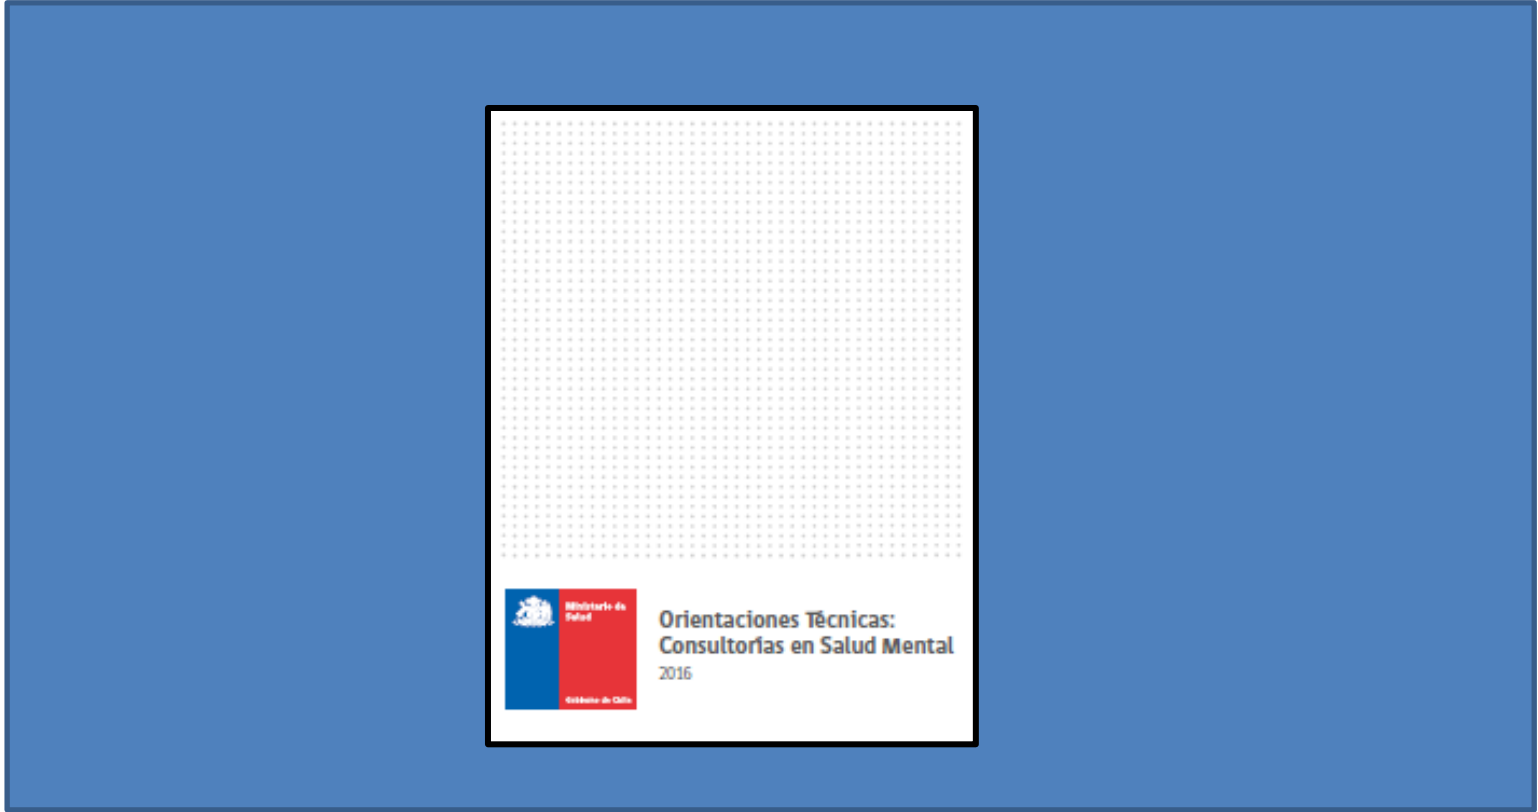 Ministerio de
Salud
Gobierno de Chile
Orientaciones Técnicas:
Consultorías en Salud Mental
2016